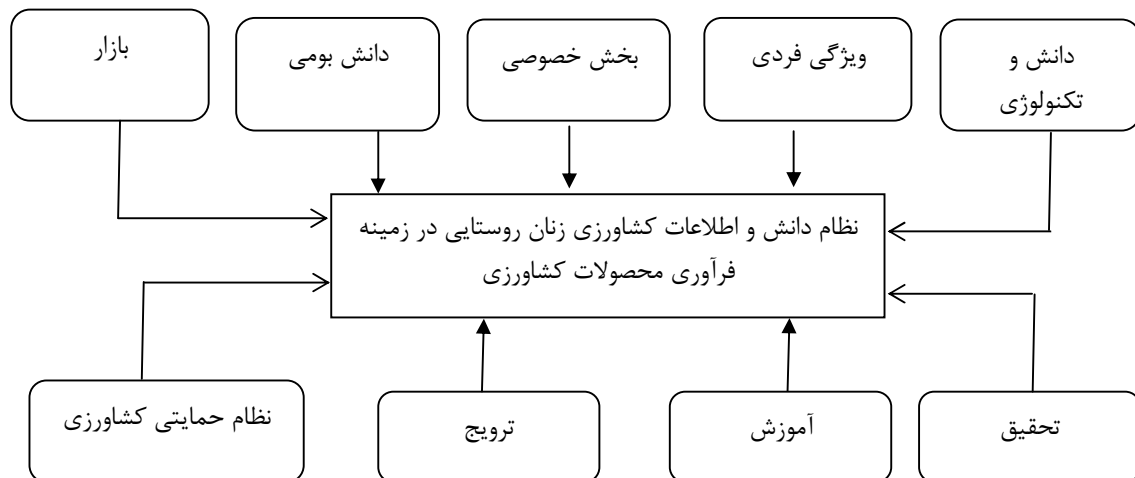 دانش و
تکنولوژی
ویژگی فردی
بخش خصوصی
دانش بومی
بازار
نظام دانش و اطلاعات کشاورزی زنان روستایی در زمینه
فرآوری محصولات کشاورزی
تحقیق
آموزش
ترویج
نظام حمایتی کشاورزی